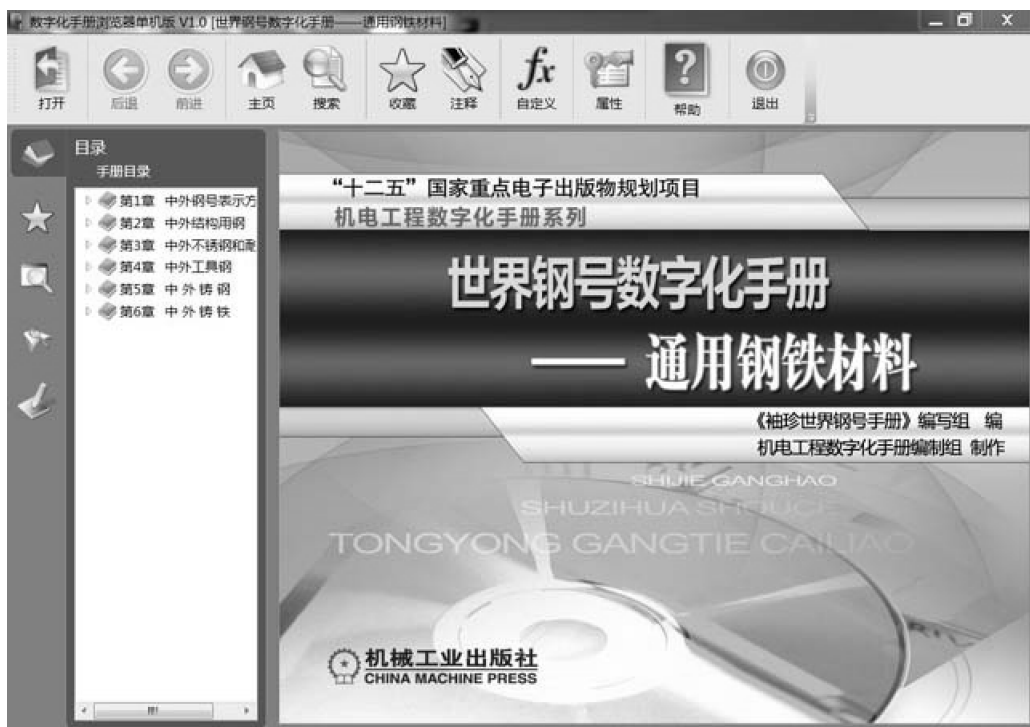 数字化手册浏览器单机版 V1.0 [世界钢号数字化手册——通用钢铁材料]
打开 后退 前进 主页 搜索 收藏 注释 自定义 属性 帮助 退出
目录
手册目录
第1章 中外钢号表示方
第2章 中外结构用钢
第3章 中外不锈钢和耐
第4章 中外工具钢
第5章 中 外 铸 钢
第6章 中 外 铸 铁
“十二五”国家重点电子出版物规划项目
机电工程数字化手册系列
世界钢号数字化手册
—— 通用钢铁材料
《袖珍世界钢号手册》编写组 编
机电工程数字化手册编制组 制作
SHIJIE GANGHAO
SHUZIHUA SHOUCE
TONGYONG GANGTIE CAILIAO
机械工业出版社
CHINA MACHINE PRESS